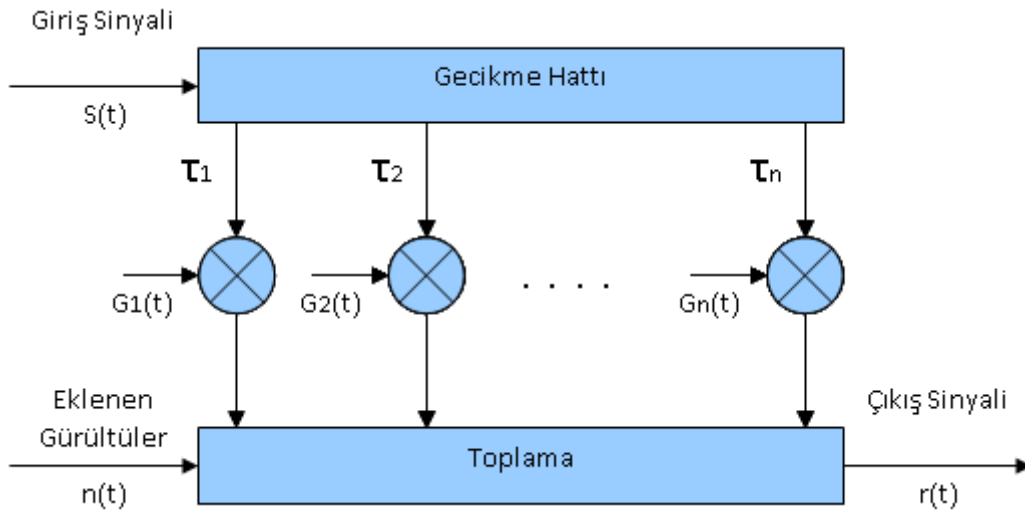 Giriş Sinyali
Gecikme Hattı
S(t)
τ1
τ2
τn
G1(t)
G2(t)
. . . .
Gn(t)
Eklenen
Gürültüler
n(t)
Toplama
Çıkış Sinyali
r(t)